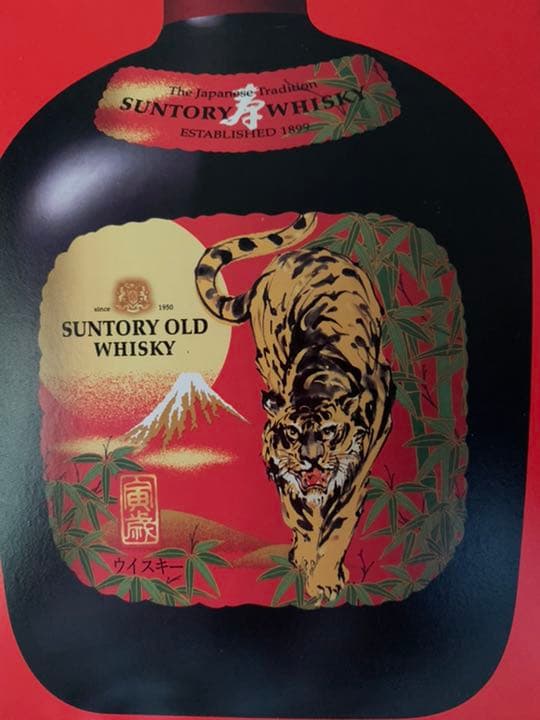 The Japanese Tradition
SUNTORY 寿 WHISKY
ESTABLISHED 1899
since 1950
SUNTORY OLD
WHISKY
寅
歳
ウイスキー